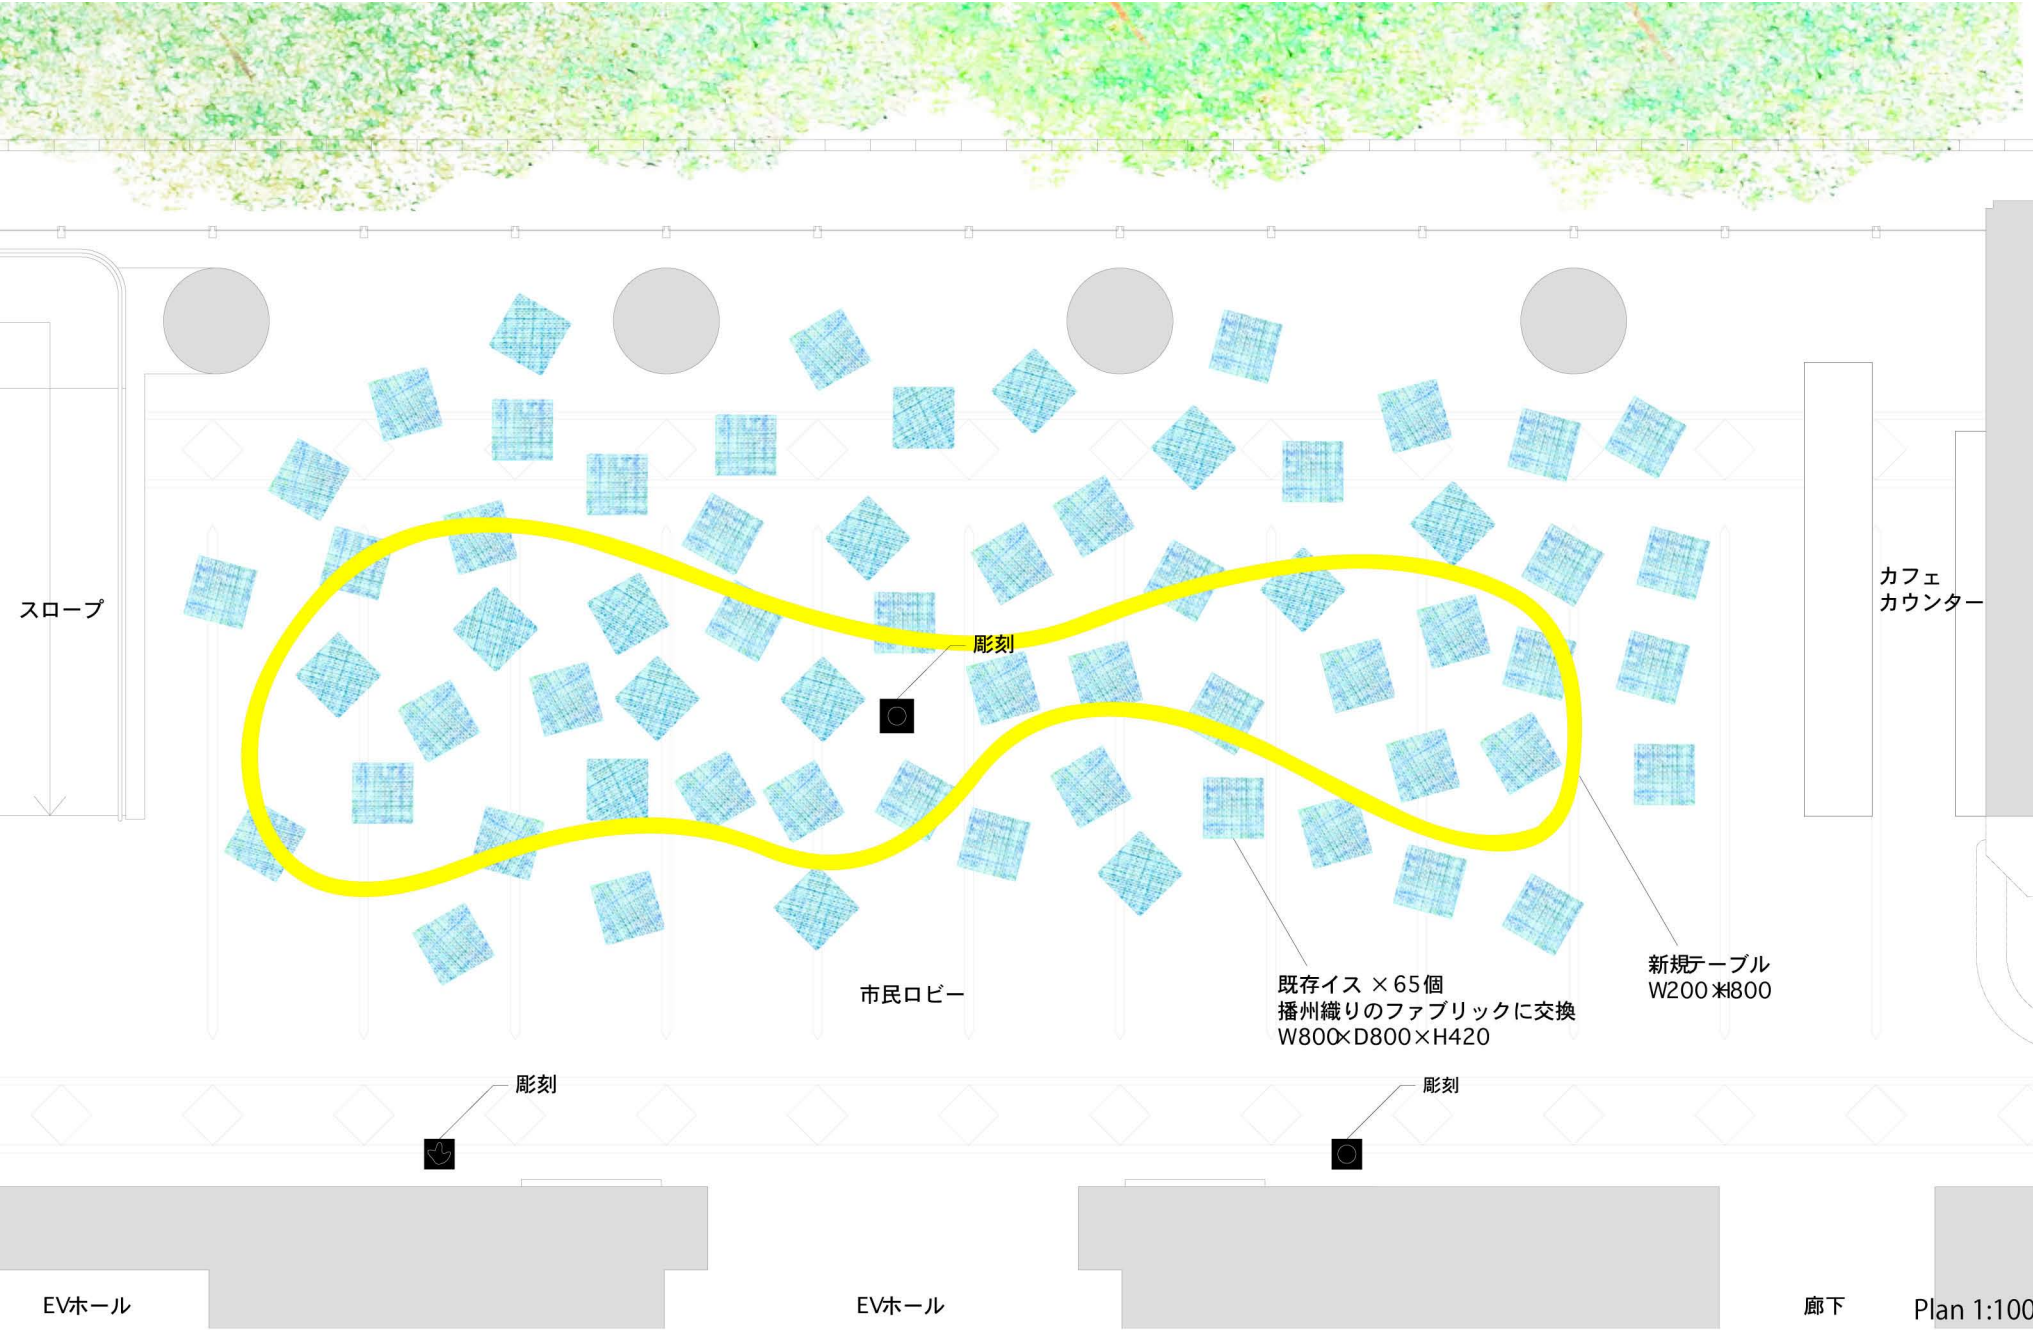 スロープ
カフェ
カウンター
彫刻
新規テーブル
W200×H800
既存イス ×65個
播州織りのファブリックに交換
W800×D800×H420
市民ロビー
彫刻
彫刻
EVホール
EVホール
廊下
Plan 1:100